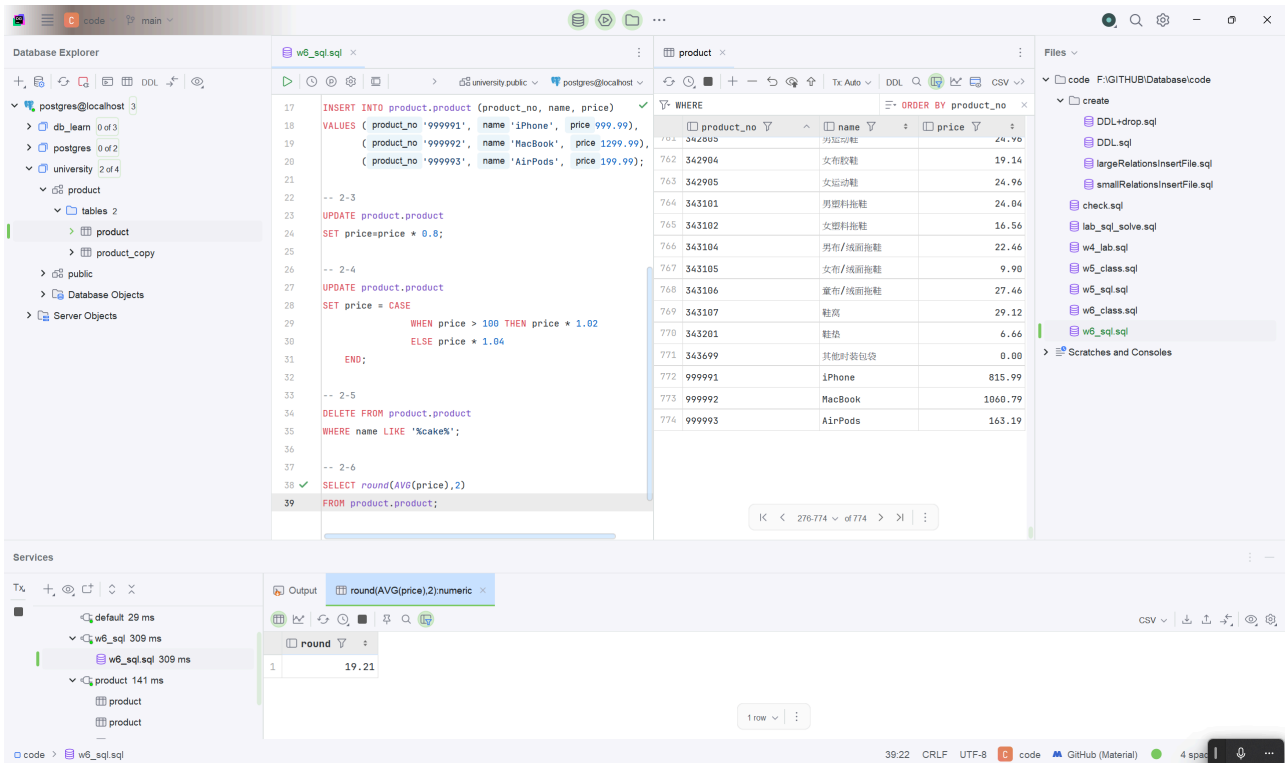 code main
Database Explorer
DDL
postgres@localhost 3
db_learn 0 of 3
postgres 0 of 2
university 2 of 4
product
tables 2
product
product_copy
public
Database Objects
Server Objects
w6_sql.sql
university.public postgres@localhost
17 INSERT INTO product.product (product_no, name, price)
18 VALUES ( product_no '999991', name 'iPhone', price 999.99),
19 ( product_no '999992', name 'MacBook', price 1299.99),
20 ( product_no '999993', name 'AirPods', price 199.99);
21
22 -- 2-3
23 UPDATE product.product
24 SET price=price * 0.8;
25
26 -- 2-4
27 UPDATE product.product
28 SET price = CASE
29 WHEN price > 100 THEN price * 1.02
30 ELSE price * 1.04
31 END;
32
33 -- 2-5
34 DELETE FROM product.product
35 WHERE name LIKE '%cake%';
36
37 -- 2-6
38 SELECT round(AVG(price),2)
39 FROM product.product;
product
Tx: Auto DDL CSV
WHERE ORDER BY product_no
product_no name price
761 342805 男运动鞋 24.96
762 342904 女布胶鞋 19.14
763 342905 女运动鞋 24.96
764 343101 男塑料拖鞋 24.04
765 343102 女塑料拖鞋 16.56
766 343104 男布/绒面拖鞋 22.46
767 343105 女布/绒面拖鞋 9.90
768 343106 童布/绒面拖鞋 27.46
769 343107 鞋窝 29.12
770 343201 鞋垫 6.66
771 343699 其他时装包袋 0.00
772 999991 iPhone 815.99
773 999992 MacBook 1060.79
774 999993 AirPods 163.19
276-774 of 774
Files
code F:\GITHUB\Database\code
create
DDL+drop.sql
DDL.sql
largeRelationsInsertFile.sql
smallRelationsInsertFile.sql
check.sql
lab_sql_solve.sql
w4_lab.sql
w5_class.sql
w5_sql.sql
w6_class.sql
w6_sql.sql
Scratches and Consoles
Services
Tx
default 29 ms
w6_sql 309 ms
w6_sql.sql 309 ms
product 141 ms
product
product
Output round(AVG(price),2):numeric
CSV
round
1 19.21
1 row
code > w6_sql.sql
39:22 CRLF UTF-8 code GitHub (Material) 4